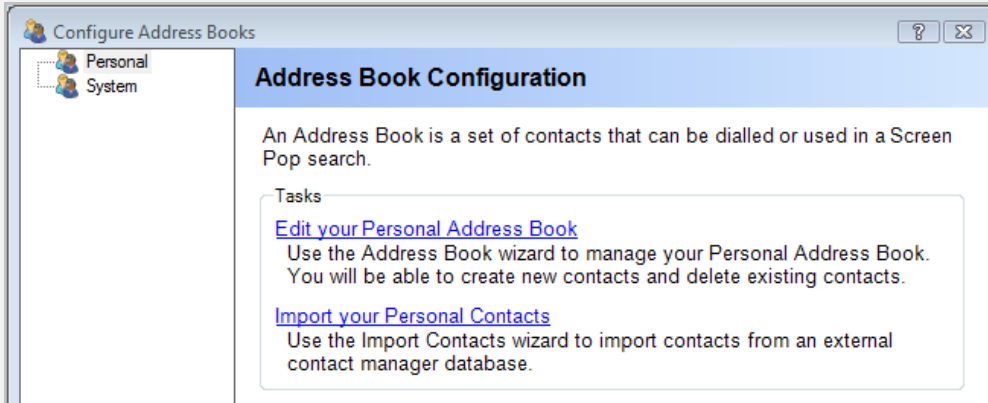 Configure Address Books
Personal
System
Address Book Configuration
An Address Book is a set of contacts that can be dialled or used in a Screen
Pop search.
Tasks
Edit your Personal Address Book
Use the Address Book wizard to manage your Personal Address Book.
You will be able to create new contacts and delete existing contacts.
Import your Personal Contacts
Use the Import Contacts wizard to import contacts from an external
contact manager database.